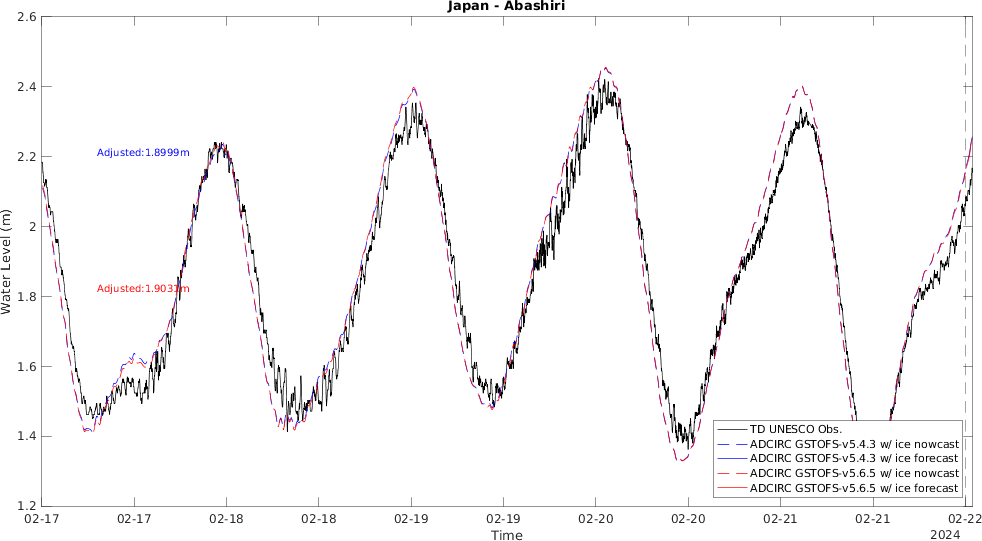 Japan - Abashiri
Water Level (m)
2.6
2.4
2.2
2
1.8
1.6
1.4
1.2
Adjusted:1.8999m
Adjusted:1.9031m
TD UNESCO Obs.
ADCIRC GSTOFS-v5.4.3 w/ ice nowcast
ADCIRC GSTOFS-v5.4.3 w/ ice forecast
ADCIRC GSTOFS-v5.6.5 w/ ice nowcast
ADCIRC GSTOFS-v5.6.5 w/ ice forecast
02-17 02-17 02-18 02-18 02-19 02-19 02-20 02-20 02-21 02-21 02-22
Time
2024